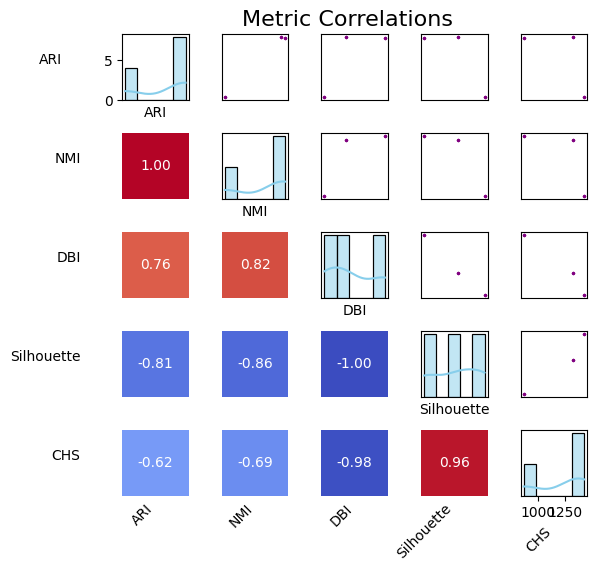 Metric Correlations
ARI
5
0
ARI
NMI
1.00
NMI
DBI
0.76
0.82
DBI
Silhouette
-0.81
-0.86
-1.00
Silhouette
CHS
-0.62
-0.69
-0.98
0.96
1000
1250
ARI
NMI
DBI
Silhouette
CHS